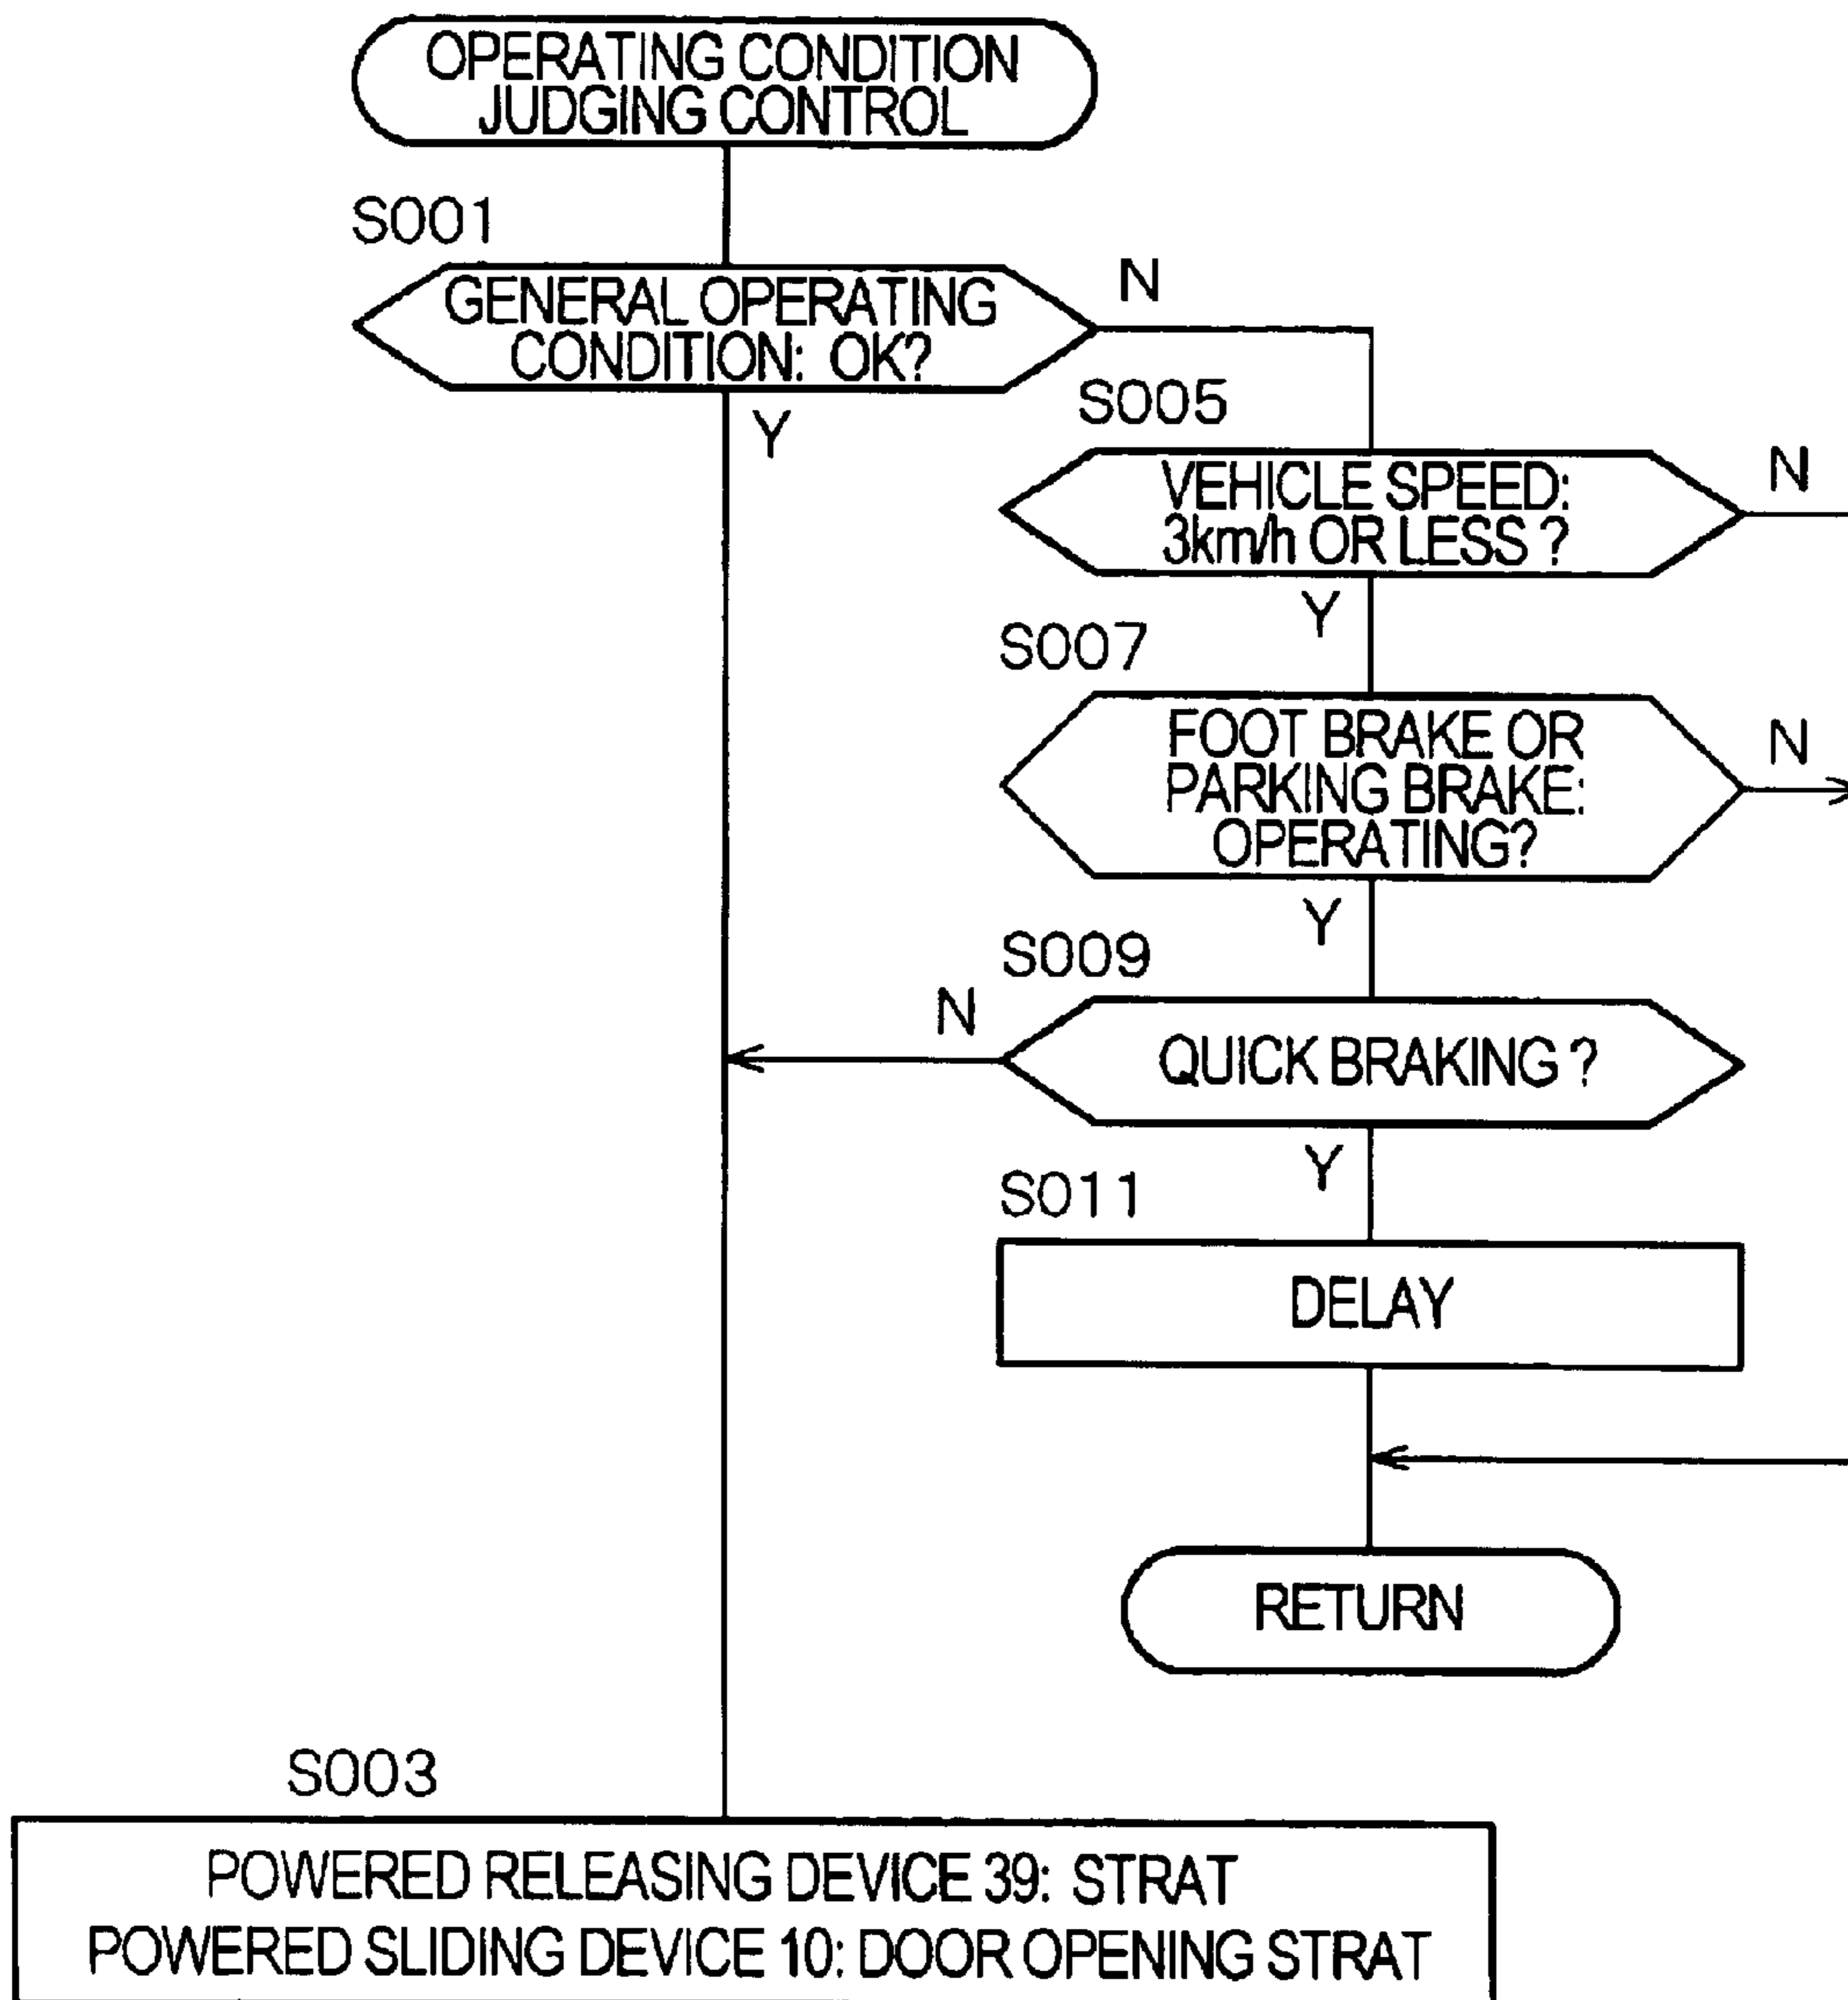 OPERATING CONDITION
JUDGING CONTROL
S001
GENERAL OPERATING
CONDITION: OK?
N
Y
S005
VEHICLE SPEED:
3km/h OR LESS ?
N
Y
S007
FOOT BRAKE OR
PARKING BRAKE:
OPERATING?
N
Y
S009
QUICK BRAKING ?
N
Y
S011
DELAY
RETURN
S003
POWERED RELEASING DEVICE 39: STRAT
POWERED SLIDING DEVICE 10: DOOR OPENING STRAT